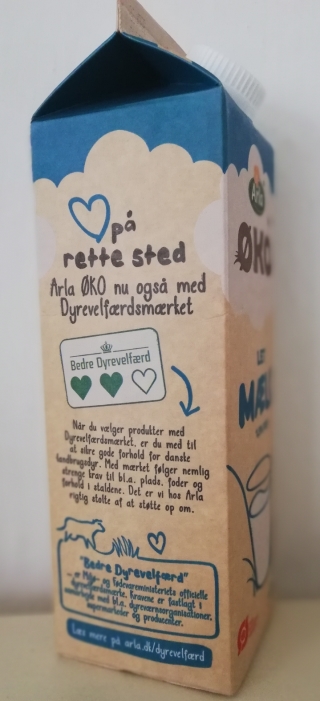 på
rette sted
Arla ØKO nu også med
Dyrevelfærdsmærket
Bedre Dyrevelfærd
Når du vælger produkter med
Dyrevelfærdsmærket, er du med til
at sikre gode forhold for danske
landbrugsdyr. Med mærket følger nemlig
strenge krav til bl.a. plads, foder og
forhold i staldene. Det er vi hos Arla
rigtig stolte af at støtte op om.
"Bedre Dyrevelfærd"
er Miljø- og Fødevareministeriets officielle
Kravene er fastlagt i
med bl.a. dyreværnsorganisationer,
supermarkeder og producenter.
Læs mere på arla.dk/dyrevelfærd
Arla
ØKO
LET
MÆL